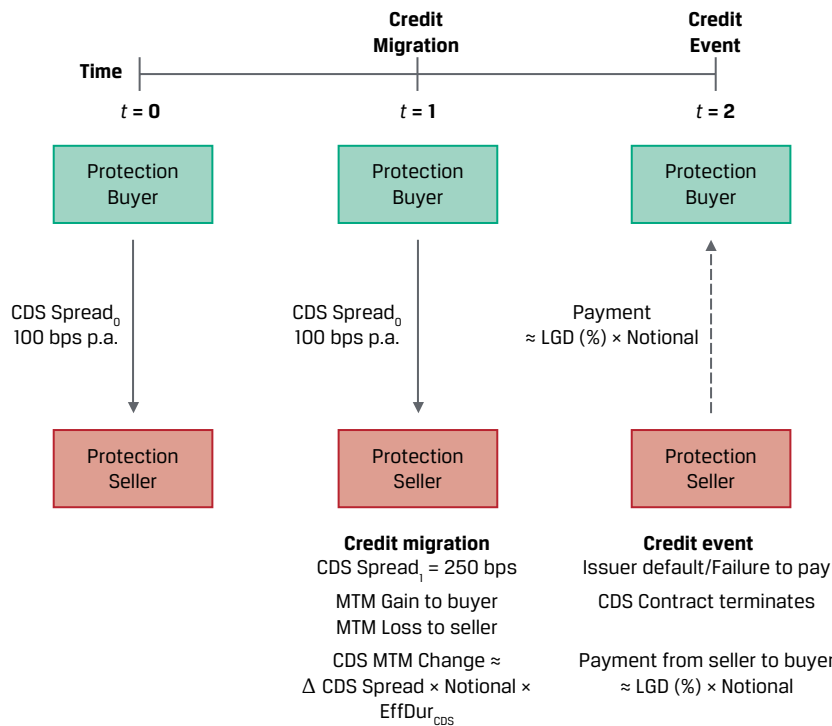 Credit
Migration
Credit
Event
Time
t = 0
t = 1
t = 2
Protection
Buyer
Protection
Buyer
Protection
Buyer
CDS Spread₀
100 bps p.a.
CDS Spread₀
100 bps p.a.
Payment
≈ LGD (%) × Notional
Protection
Seller
Protection
Seller
Protection
Seller
Credit migration
CDS Spread₁ = 250 bps
MTM Gain to buyer
MTM Loss to seller
CDS MTM Change ≈
Δ CDS Spread × Notional ×
EffDur_CDS
Credit event
Issuer default/Failure to pay
CDS Contract terminates
Payment from seller to buyer
≈ LGD (%) × Notional